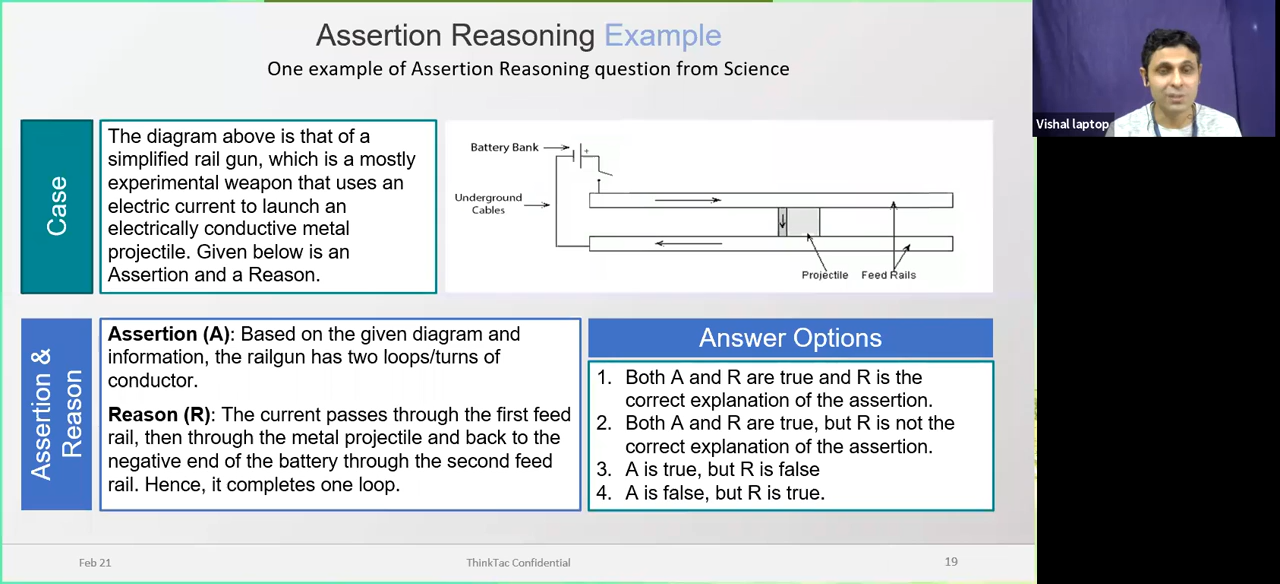 Assertion Reasoning Example
One example of Assertion Reasoning question from Science
Case
The diagram above is that of a
simplified rail gun, which is a mostly
experimental weapon that uses an
electric current to launch an
electrically conductive metal
projectile. Given below is an
Assertion and a Reason.
Battery Bank
+
Underground
Cables
Projectile Feed Rails
Assertion &
Reason
Assertion (A): Based on the given diagram and
information, the railgun has two loops/turns of
conductor.
Reason (R): The current passes through the first feed
rail, then through the metal projectile and back to the
negative end of the battery through the second feed
rail. Hence, it completes one loop.
Answer Options
1. Both A and R are true and R is the
correct explanation of the assertion.
2. Both A and R are true, but R is not the
correct explanation of the assertion.
3. A is true, but R is false
4. A is false, but R is true.
Feb 21
ThinkTac Confidential
19
Vishal laptop